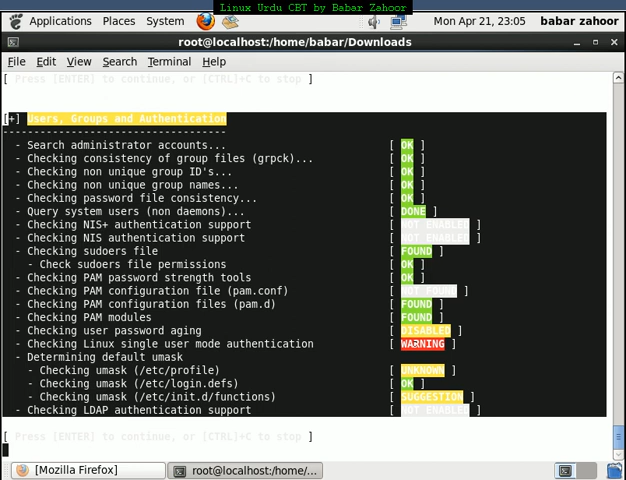 Linux Urdu CBT by Babar Zahoor
Applications Places System Mon Apr 21, 23:05 babar zahoor
root@localhost:/home/babar/Downloads
File Edit View Search Terminal Help
[ Press [ENTER] to continue, or [CTRL]+C to stop ]
[+] Users, Groups and Authentication
------------------------------------
- Search administrator accounts... [ OK ]
- Checking consistency of group files (grpck)... [ OK ]
- Checking non unique group ID's... [ OK ]
- Checking non unique group names... [ OK ]
- Checking password file consistency... [ OK ]
- Query system users (non daemons)... [ DONE ]
- Checking NIS+ authentication support [ NOT ENABLED ]
- Checking NIS authentication support [ NOT ENABLED ]
- Checking sudoers file [ FOUND ]
- Check sudoers file permissions [ OK ]
- Checking PAM password strength tools [ OK ]
- Checking PAM configuration file (pam.conf) [ NOT FOUND ]
- Checking PAM configuration files (pam.d) [ FOUND ]
- Checking PAM modules [ FOUND ]
- Checking user password aging [ DISABLED ]
- Checking Linux single user mode authentication [ WARNING ]
- Determining default umask
- Checking umask (/etc/profile) [ UNKNOWN ]
- Checking umask (/etc/login.defs) [ OK ]
- Checking umask (/etc/init.d/functions) [ SUGGESTION ]
- Checking LDAP authentication support [ NOT ENABLED ]
[ Press [ENTER] to continue, or [CTRL]+C to stop ]
[Mozilla Firefox] root@localhost:/home/...